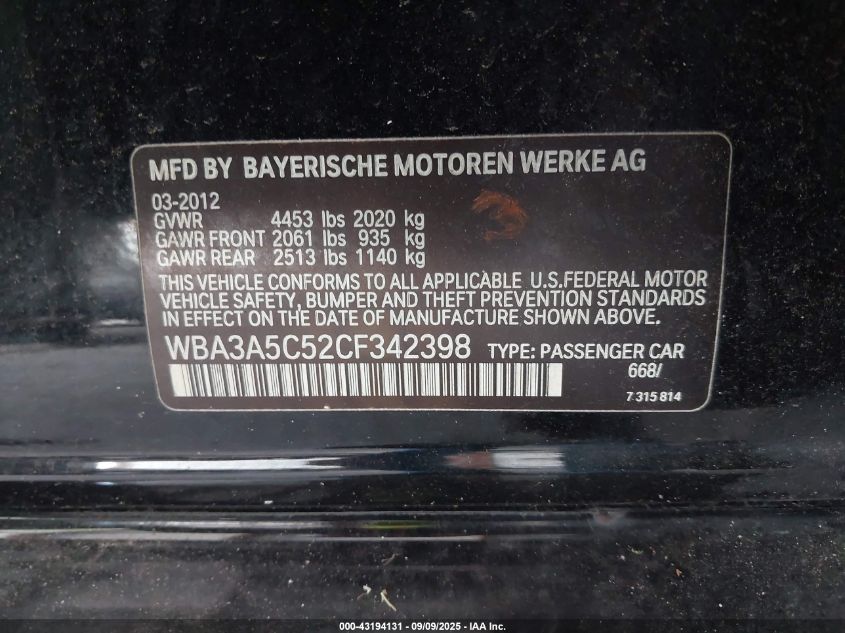 MFD BY BAYERISCHE MOTOREN WERKE AG
03-2012
GVWR 4453 lbs 2020 kg
GAWR FRONT 2061 lbs 935 kg
GAWR REAR 2513 lbs 1140 kg
3
THIS VEHICLE CONFORMS TO ALL APPLICABLE U.S.FEDERAL MOTOR
VEHICLE SAFETY, BUMPER AND THEFT PREVENTION STANDARDS
IN EFFECT ON THE DATE OF MANUFACTURE SHOWN ABOVE.
WBA3A5C52CF342398 TYPE: PASSENGER CAR
668/
7 315 814
000-43194131 - 09/09/2025 - IAA Inc.